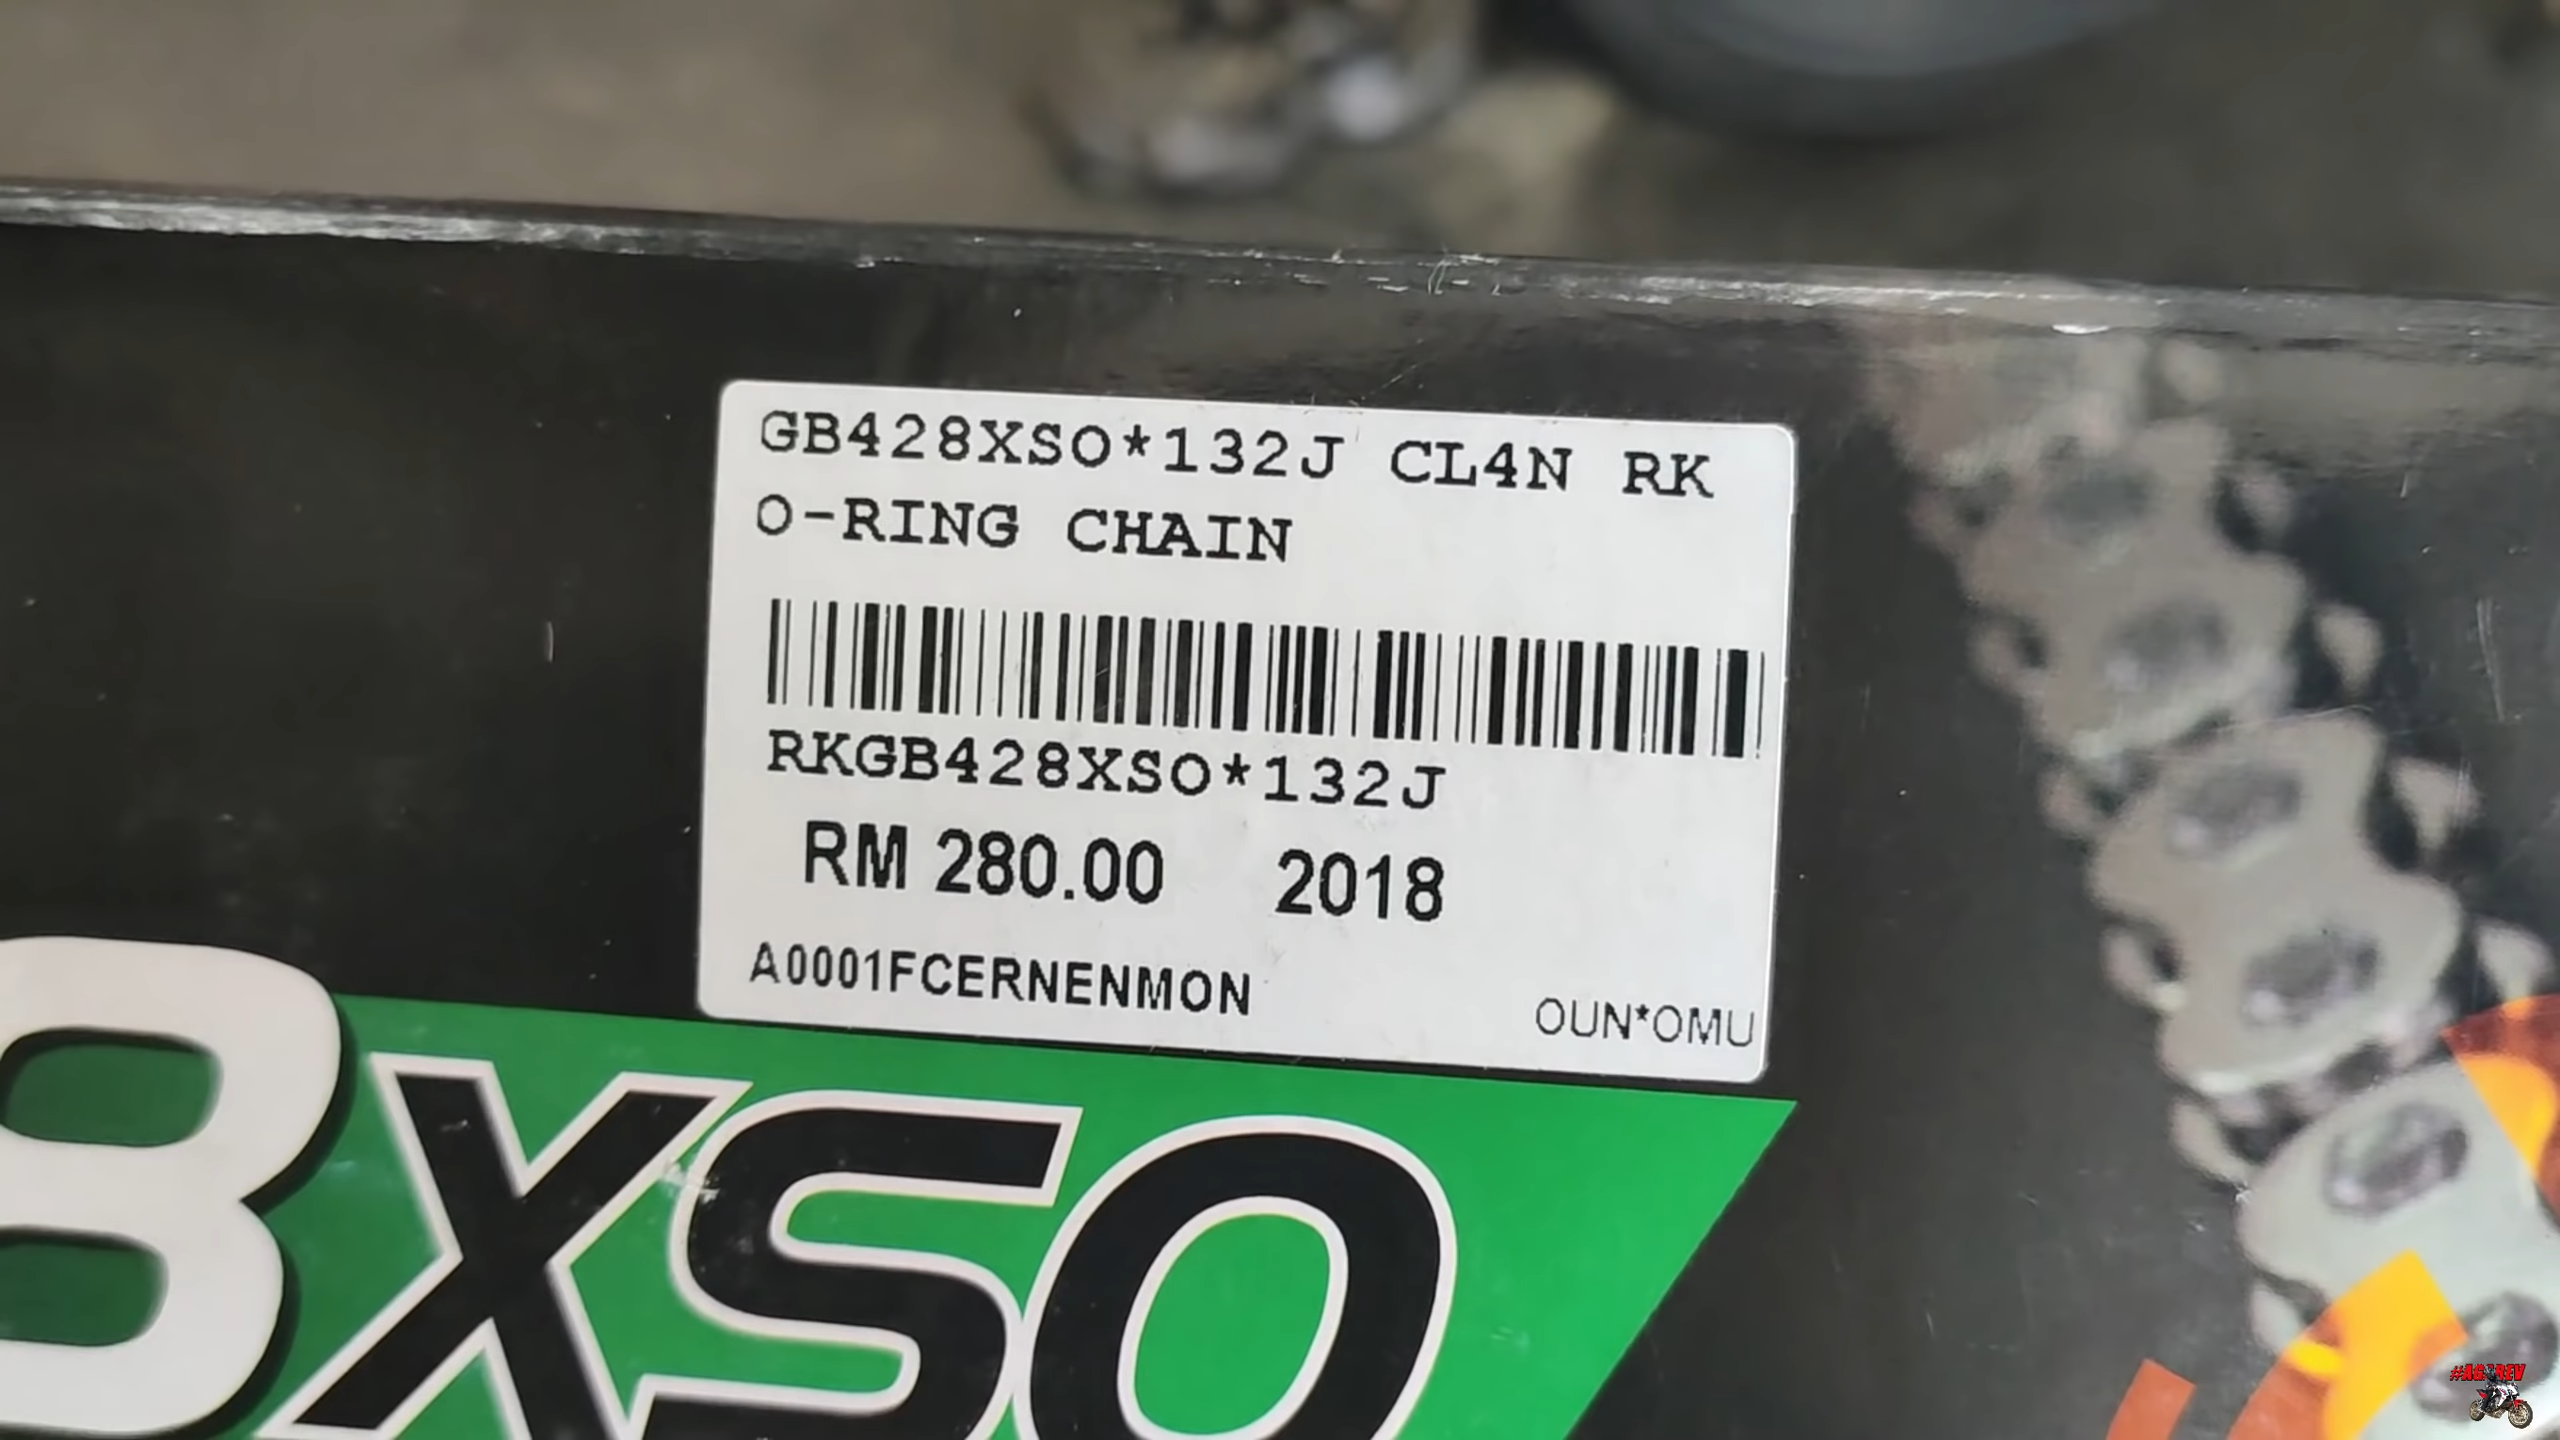 GB428XSO*132J CL4N RK
O-RING CHAIN
RKGB428XSO*132J
RM 280.00 2018
A0001FCERNENMON
OUN*OMU
8XSO